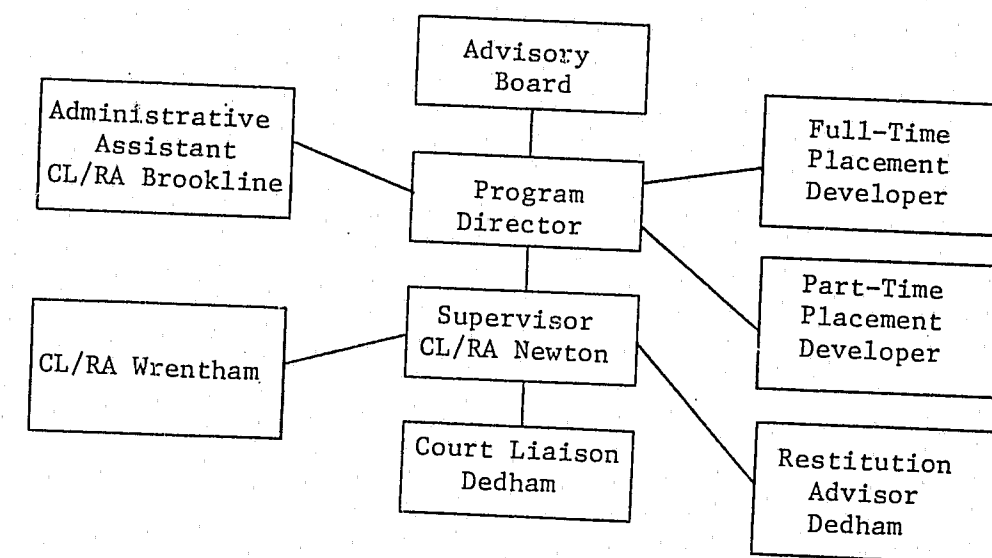 Advisory
Board
Administrative
Assistant
CL/RA Brookline
Program
Director
Full-Time
Placement
Developer
Part-Time
Placement
Developer
CL/RA Wrentham
Supervisor
CL/RA Newton
Court Liaison
Dedham
Restitution
Advisor
Dedham